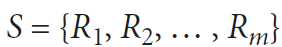 S = {R₁, R₂, … , Rₘ}